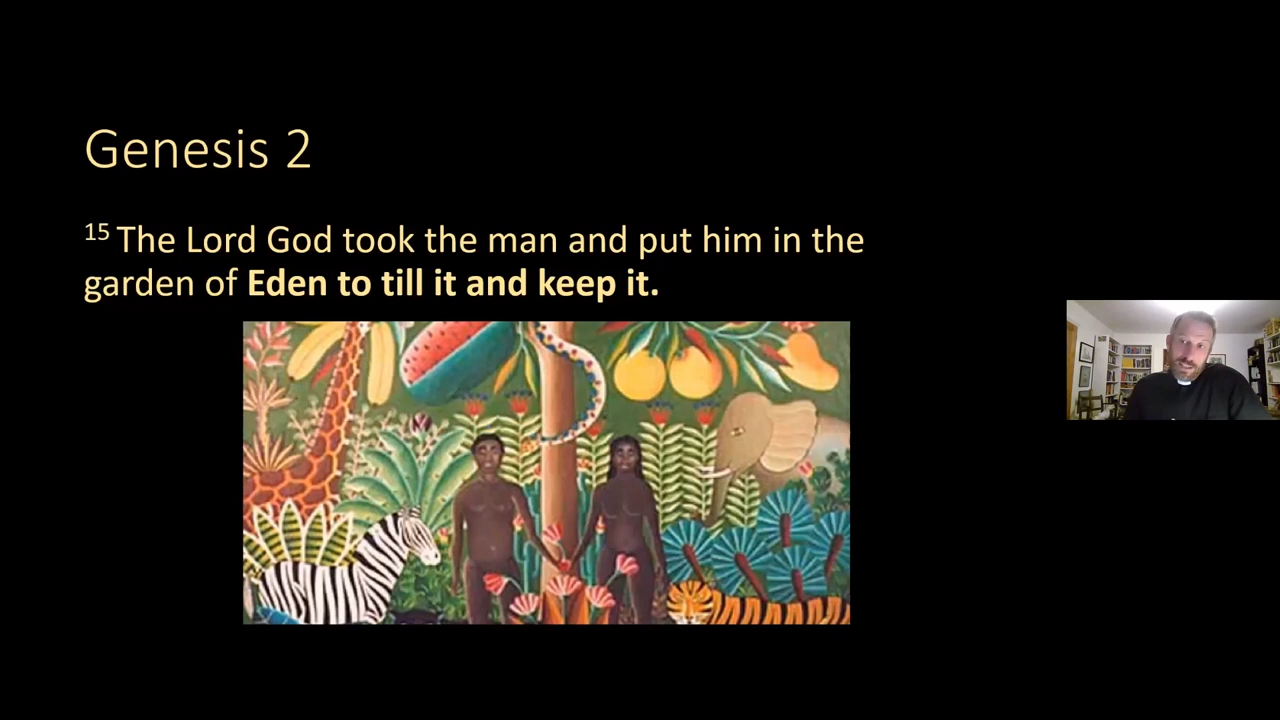 Genesis 2
15 The Lord God took the man and put him in the
garden of Eden to till it and keep it.